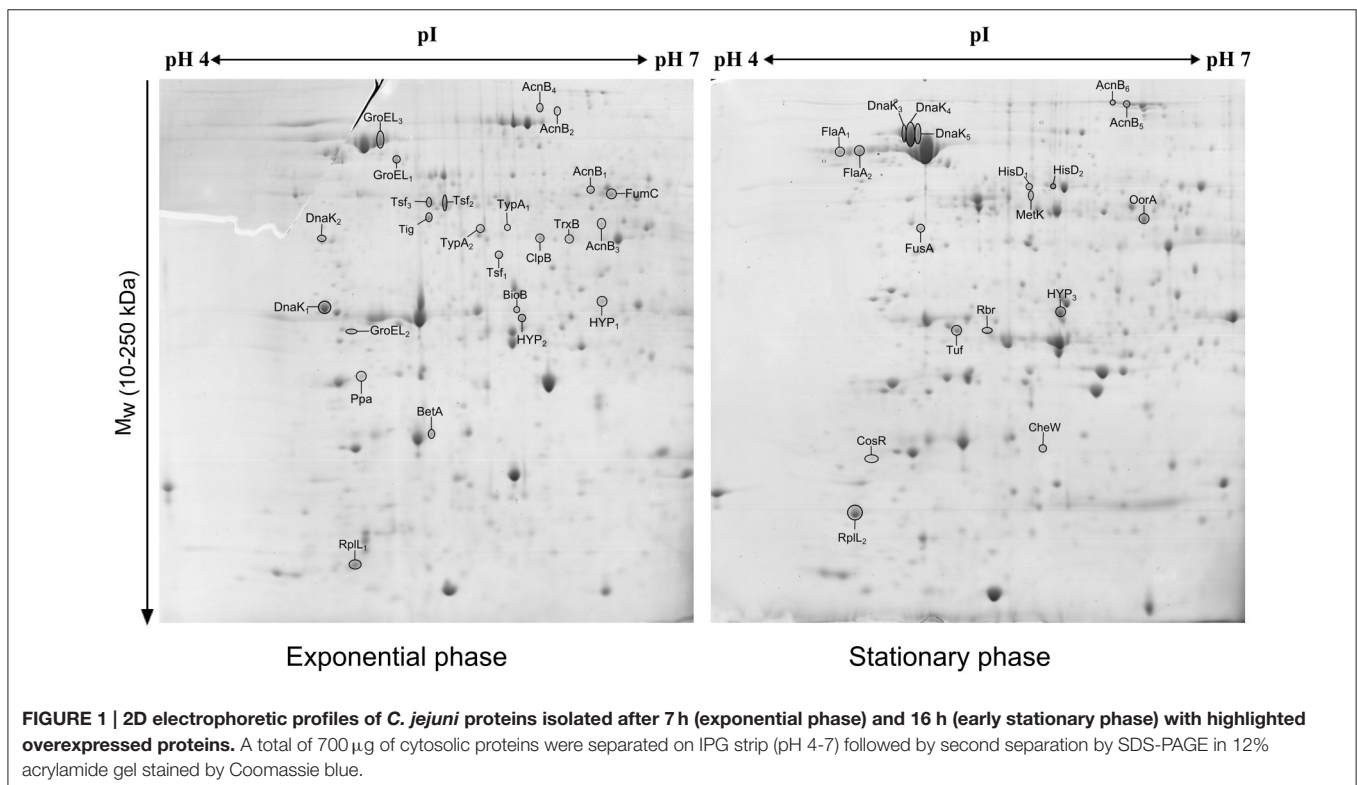 pI
pH 4 pH 7
pI
pH 4 pH 7
Mw (10-250 kDa)
AcnB4
AcnB2
GroEL3
GroEL1
AcnB1
FumC
Tsf3
Tsf2
TypA1
Tig
DnaK2
TypA2
TrxB
AcnB3
ClpB
Tsf1
BioB
DnaK1
HYP1
GroEL2
HYP2
Ppa
BetA
RplL1
AcnB6
AcnB5
DnaK3
DnaK4
DnaK5
FlaA1
FlaA2
HisD1
HisD2
MetK
OorA
FusA
HYP3
Rbr
Tuf
CheW
CosR
RplL2
Exponential phase
Stationary phase
FIGURE 1 | 2D electrophoretic profiles of C. jejuni proteins isolated after 7 h (exponential phase) and 16 h (early stationary phase) with highlighted
overexpressed proteins. A total of 700 μg of cytosolic proteins were separated on IPG strip (pH 4-7) followed by second separation by SDS-PAGE in 12%
acrylamide gel stained by Coomassie blue.